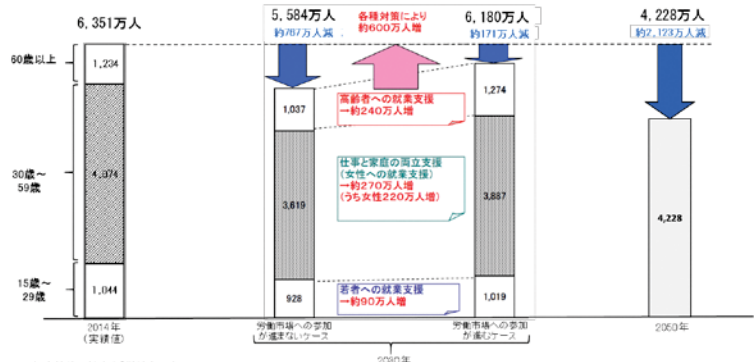 6,351万人
5,584万人
約767万人減
各種対策により
約600万人増
6,180万人
約171万人減
4,228万人
約2,123万人減
60歳以上
1,234
1,037
1,274
高齢者への就業支援
→約240万人増
30歳～
59歳
4,074
3,619
仕事と家庭の両立支援
(女性への就業支援)
→約270万人増
(うち女性220万人増)
3,887
4,228
15歳～
29歳
1,044
928
若者への就業支援
→約90万人増
1,019
2014年
(実績値)
労働市場への参加
が進まないケース
労働市場への参加
が進むケース
2030年
2050年